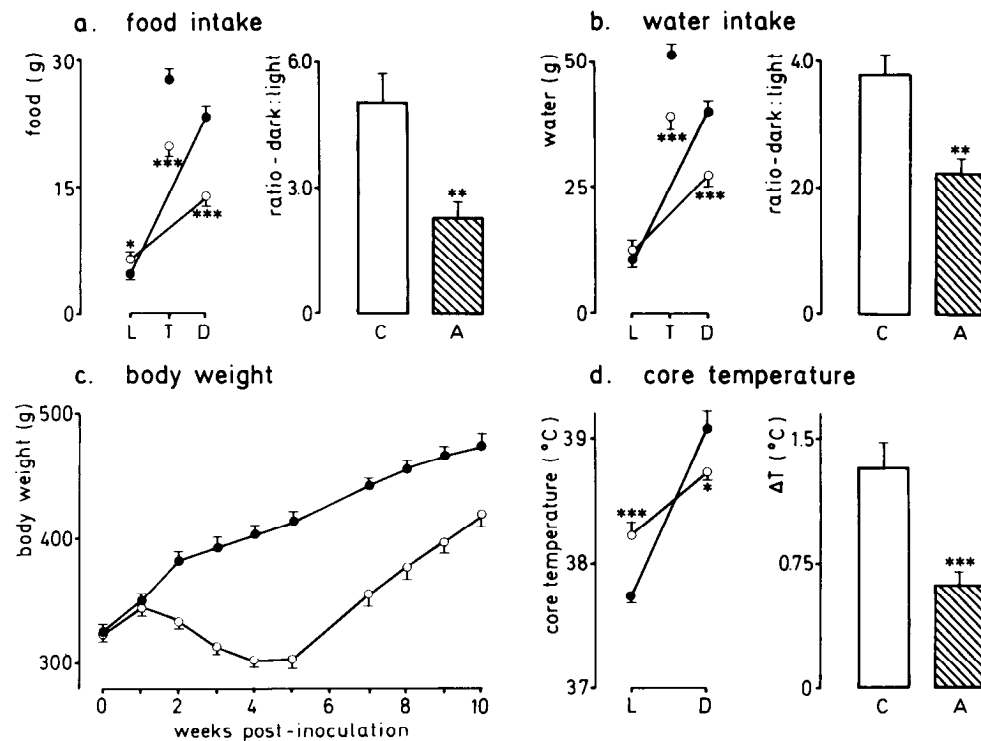 a. food intake
food (g)
30
15
0
***
*
***
L T D
ratio-dark:light
6.0
3.0
0
**
C A
b. water intake
water (g)
50
25
0
***
***
L T D
ratio-dark:light
4.0
2.0
0
**
C A
c. body weight
body weight (g)
500
400
300
0 2 4 6 8 10
weeks post-inoculation
d. core temperature
core temperature (°C)
39
38
37
***
*
L D
ΔT (°C)
1.5
0.75
0
***
C A